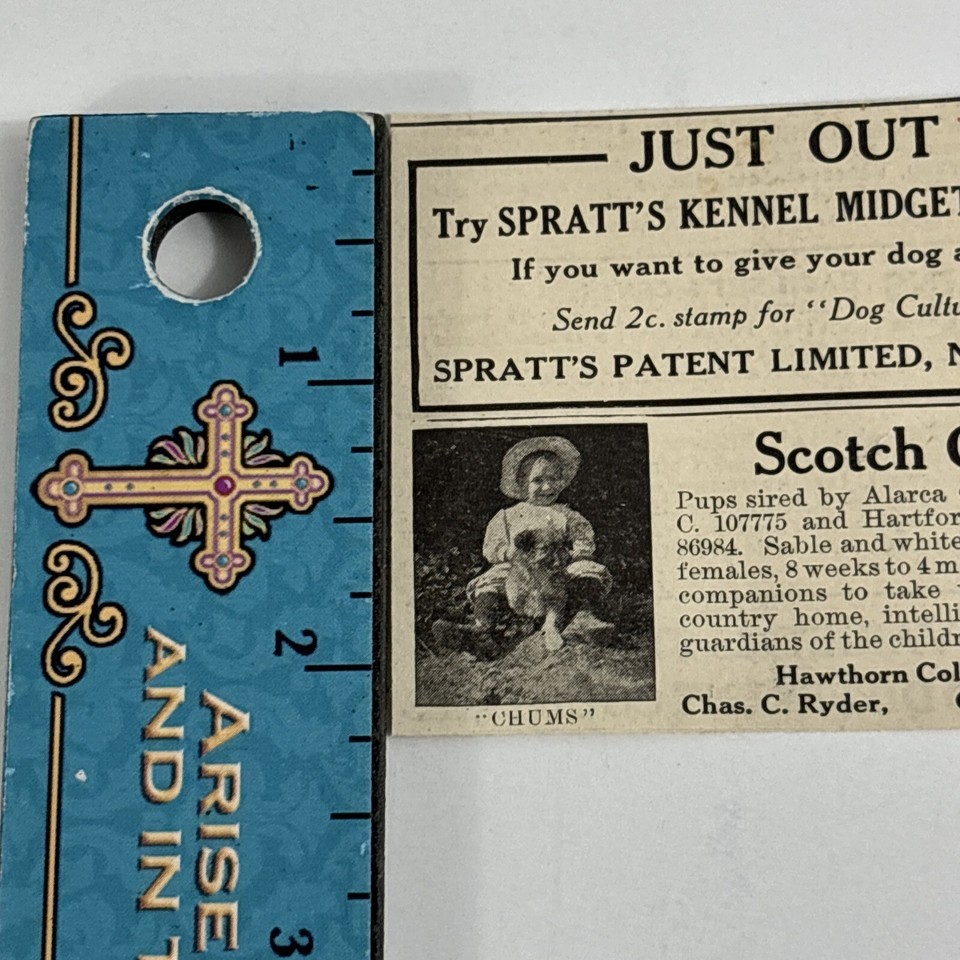 1
2
3
ARISE
AND IN
JUST OUT
Try SPRATT'S KENNEL MIDGET
If you want to give your dog a
Send 2c. stamp for "Dog Cultu
SPRATT'S PATENT LIMITED, N
"CHUMS"
Scotch C
Pups sired by Alarca
C. 107775 and Hartfor
86984. Sable and white
females, 8 weeks to 4 m
companions to take
country home, intelli
guardians of the childr
Hawthorn Col
Chas. C. Ryder,